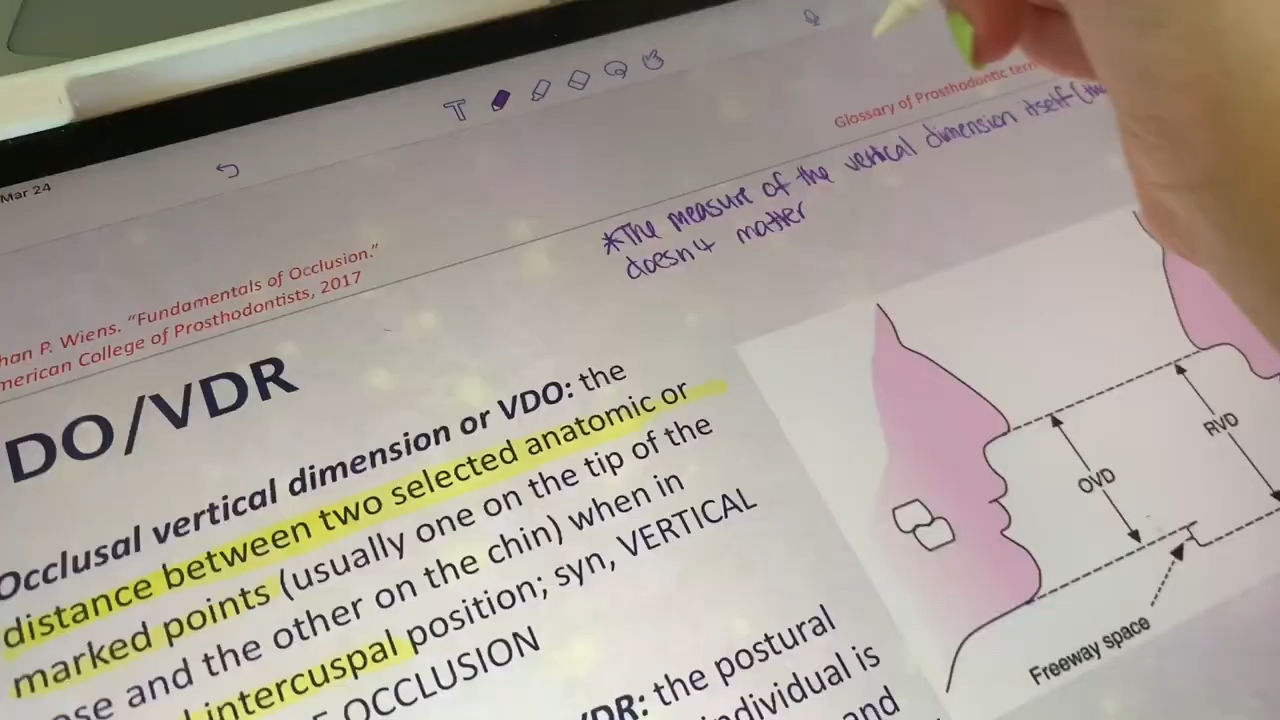 Mar 24
han P. Wiens. “Fundamentals of Occlusion.”
merican College of Prosthodontists, 2017
Glossary of Prosthodontic
*The measure of the vertical dimension itself
doesn't matter
DO/VDR
Occlusal vertical dimension or VDO: the
distance between two selected anatomic or
marked points (usually one on the tip of the
ose and the other on the chin) when in
intercuspal position; syn, VERTICAL
OCCLUSION
VDR: the postural
individual is
and
OVD
RVD
Freeway space